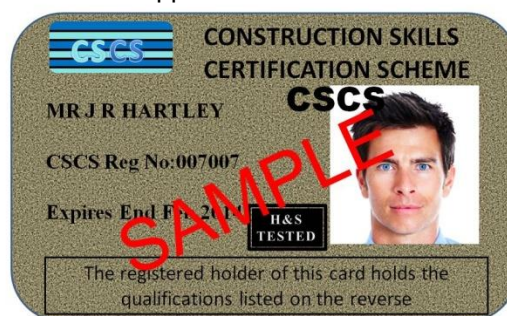 CSCS
CONSTRUCTION SKILLS
CERTIFICATION SCHEME
CSCS
MR J R HARTLEY
CSCS Reg No:007007
Expires End
SAMPLE
H&S
TESTED
The registered holder of this card holds the
qualifications listed on the reverse